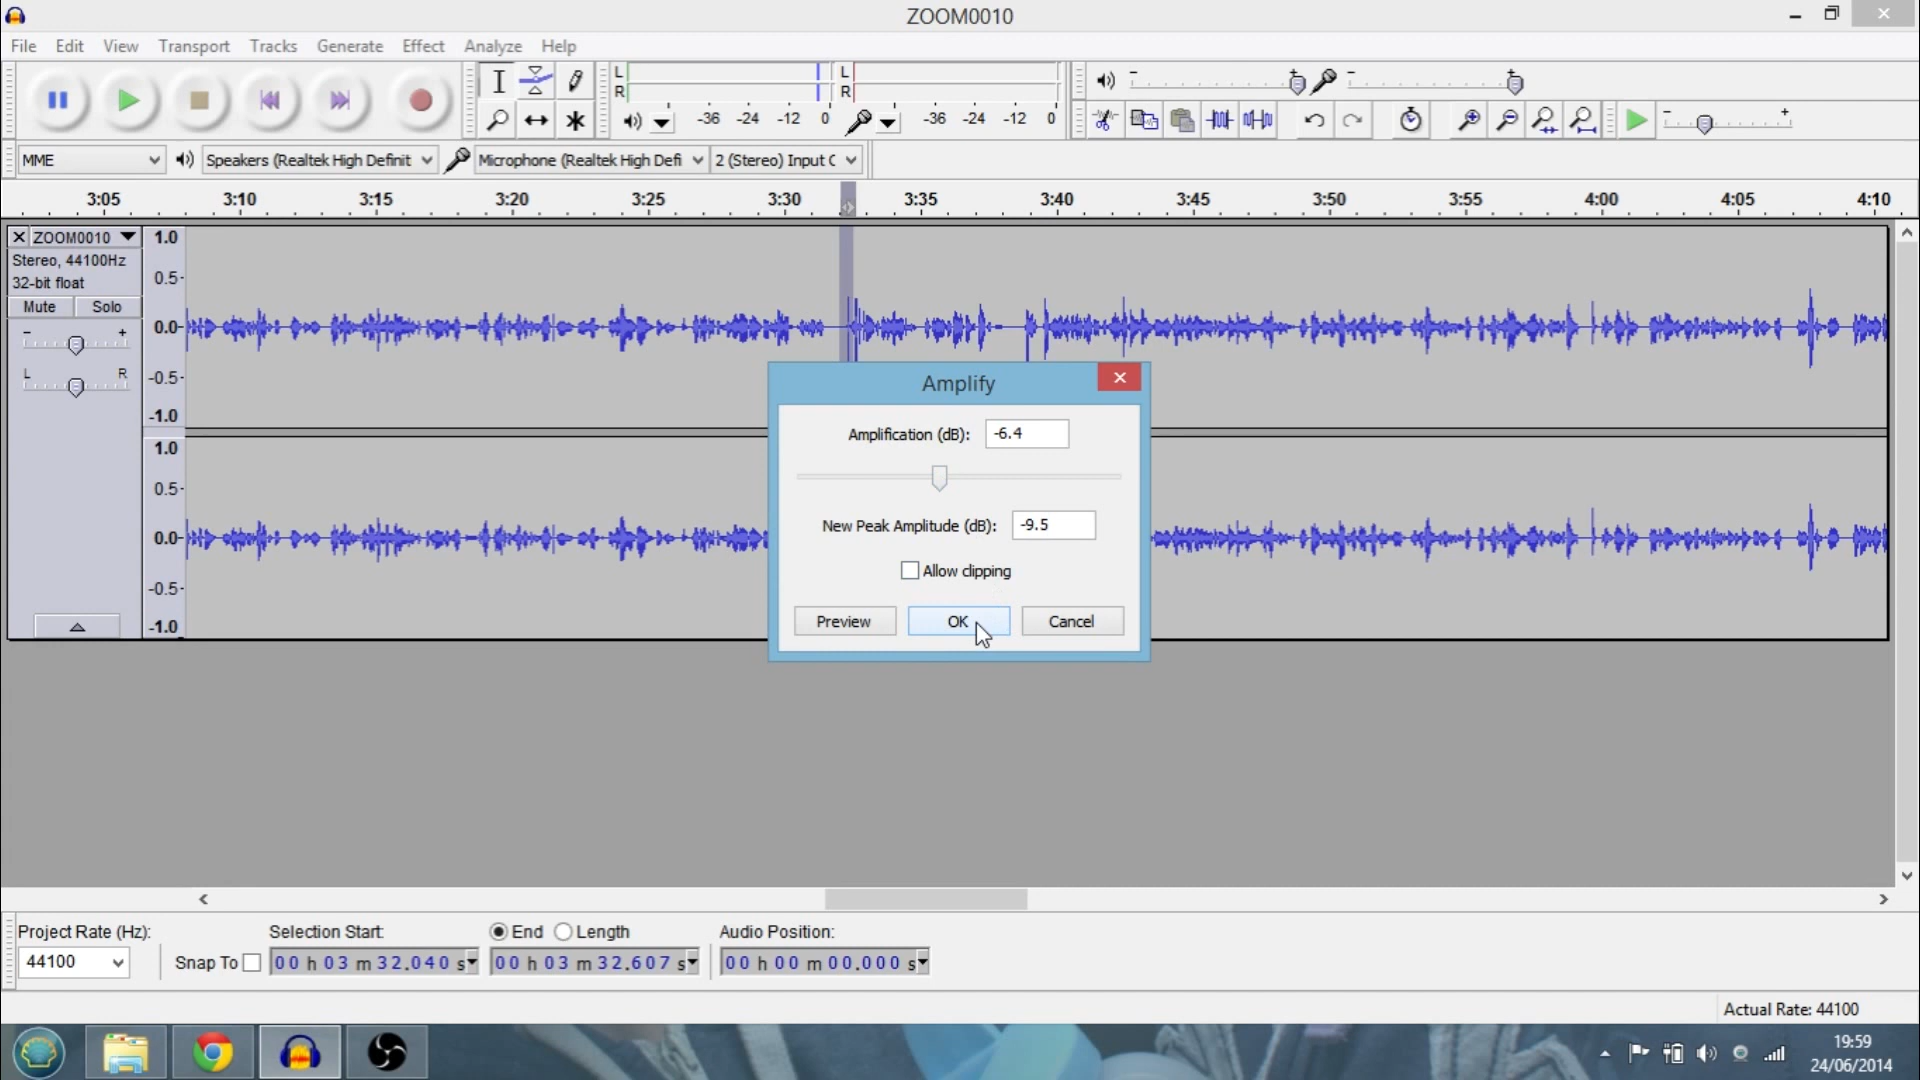 ZOOM0010
File Edit View Transport Tracks Generate Effect Analyze Help
L
R
-36 -24 -12 0
L
R
-36 -24 -12 0
MME
Speakers (Realtek High Definit
Microphone (Realtek High Defi
2 (Stereo) Input C
3:05 3:10 3:15 3:20 3:25 3:30 3:35 3:40 3:45 3:50 3:55 4:00 4:05 4:10
ZOOM0010
Stereo, 44100Hz
32-bit float
Mute Solo
- +
L R
1.0
0.5-
0.0-
-0.5-
-1.0
1.0
0.5-
0.0-
-0.5-
-1.0
Amplify
Amplification (dB): -6.4
New Peak Amplitude (dB): -9.5
Allow clipping
Preview OK Cancel
Project Rate (Hz): Selection Start: End Length Audio Position:
44100 Snap To 00 h 03 m 32.040 s 00 h 03 m 32.607 s 00 h 00 m 00.000 s
Actual Rate: 44100
19:59
24/06/2014